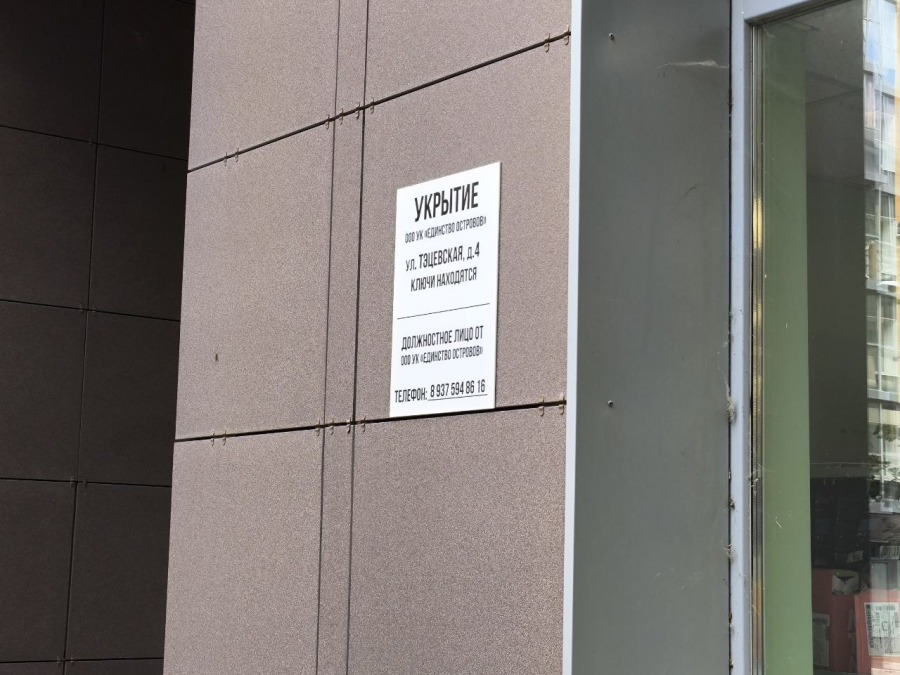 УКРЫТИЕ
ООО УК «ЕДИНСТВО ОСТРОВОВ»
УЛ. ТЭЦЕВСКАЯ, Д.4
КЛЮЧИ НАХОДЯТСЯ
ДОЛЖНОСТНОЕ ЛИЦО ОТ
ООО УК «ЕДИНСТВО ОСТРОВОВ»
ТЕЛЕФОН: 8 937 594 86 16